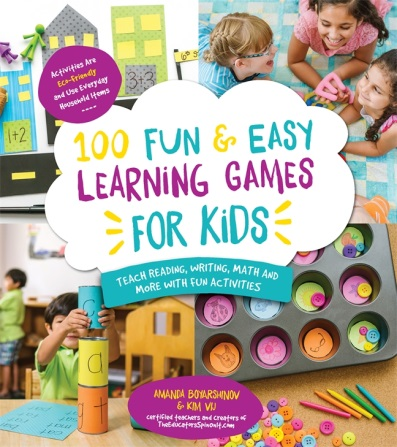 Activities Are
Eco-Friendly
and Use Everyday
Household Items
3+3
6th St
1+2
100 FUN & EASY
LEARNING GAMES
FOR KIDS
TEACH READING, WRITING, MATH AND
MORE WITH FUN ACTIVITIES
c
a
t
AMANDA BOYARSHINOV
& KIM VIJ
certified teachers and creators of
TheEducatorsSpinOnIt.com